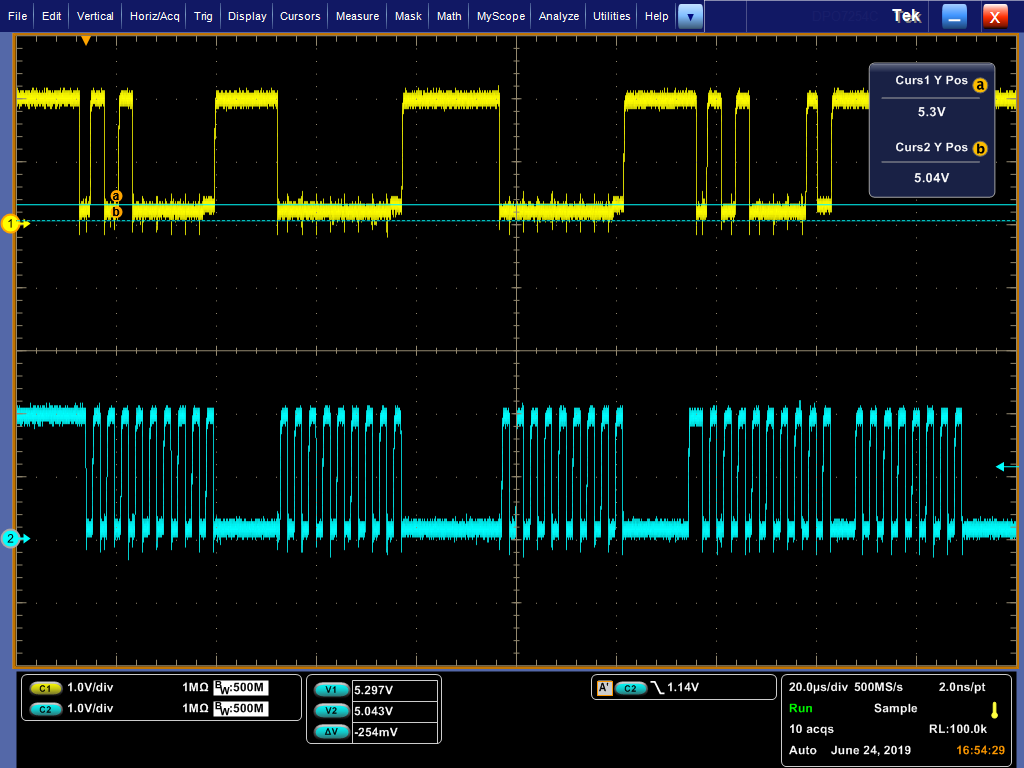 File Edit Vertical Horiz/Acq Trig Display Cursors Measure Mask Math MyScope Analyze Utilities Help Tek X
Curs1 Y Pos a
5.3V
Curs2 Y Pos b
5.04V
a
b
1
2
C1 1.0V/div 1MΩ BW:500M
C2 1.0V/div 1MΩ BW:500M
V1 5.297V
V2 5.043V
ΔV -254mV
A' C2 1.14V
20.0µs/div 500MS/s 2.0ns/pt
Run Sample
10 acqs RL:100.0k
Auto June 24, 2019 16:54:29